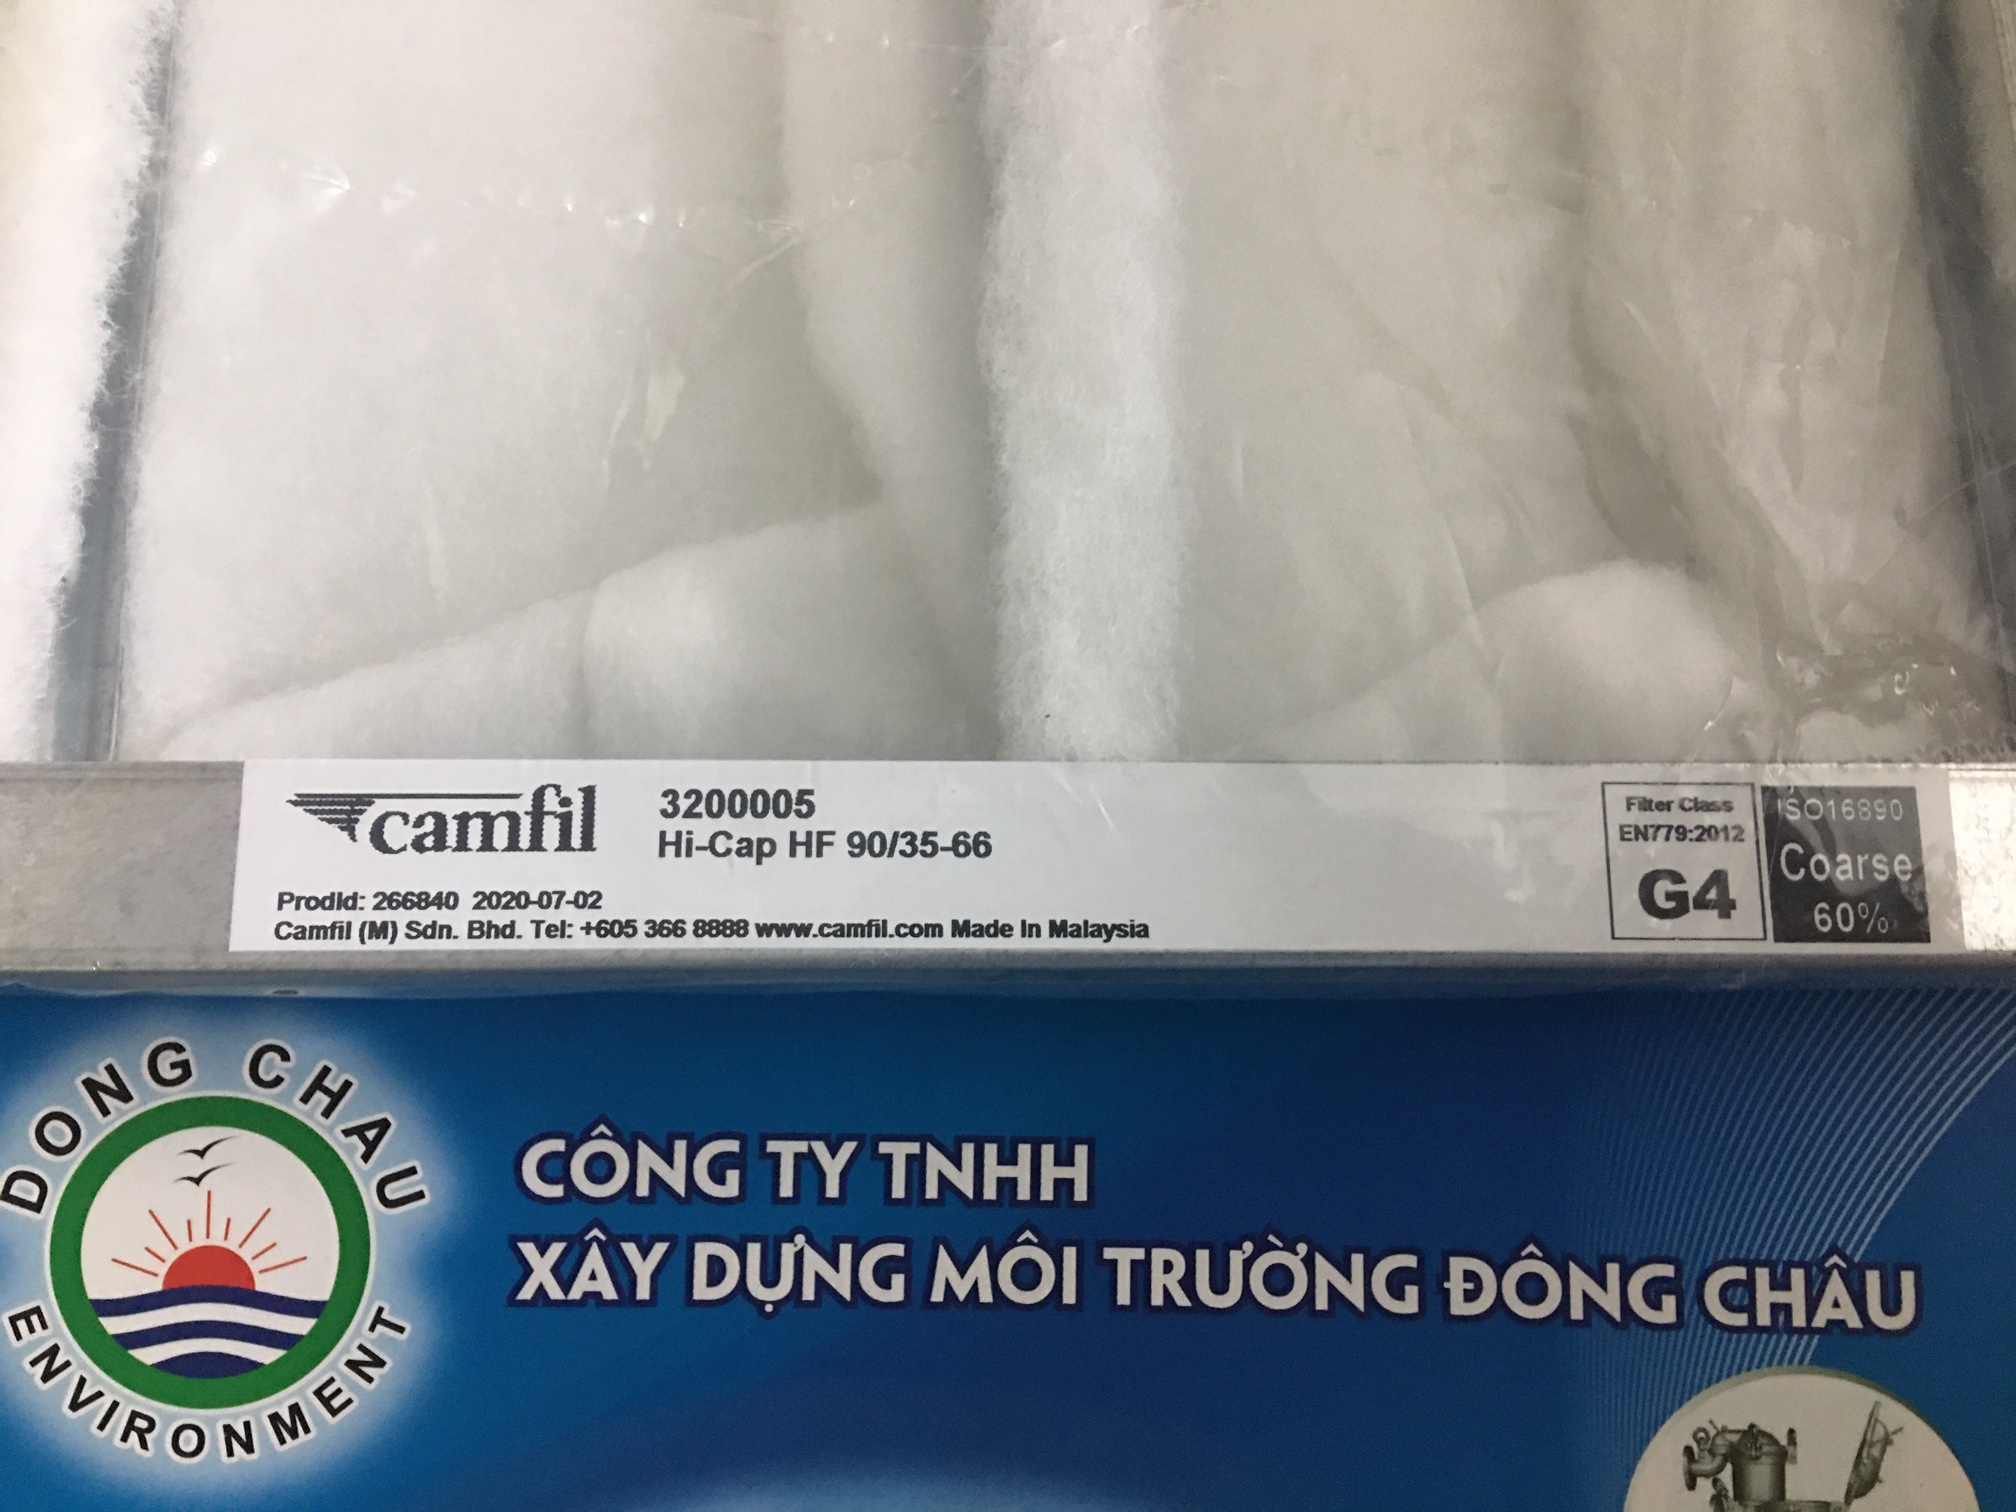 camfil
3200005
Hi-Cap HF 90/35-66
ProdId: 266840 2020-07-02
Camfil (M) Sdn. Bhd. Tel: +605 366 8888 www.camfil.com Made In Malaysia
Filter Class
EN779:2012
G4
ISO16890
Coarse
60%
DONG CHAU
ENVIRONMENT
CÔNG TY TNHH
XÂY DỰNG MÔI TRƯỜNG ĐÔNG CHÂU